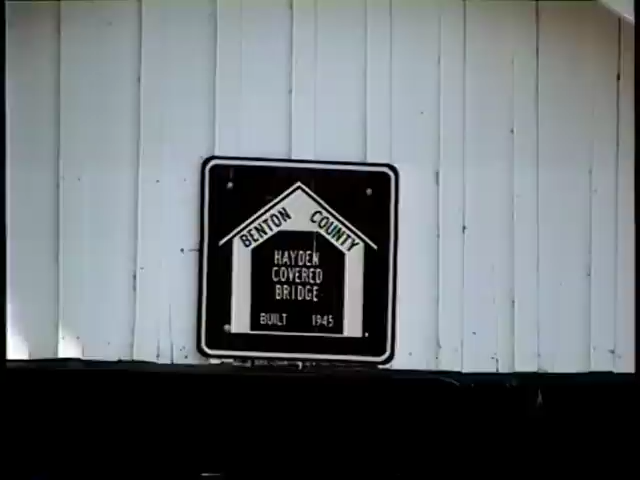 BENTON COUNTY
HAYDEN
COVERED
BRIDGE
BUILT 1945